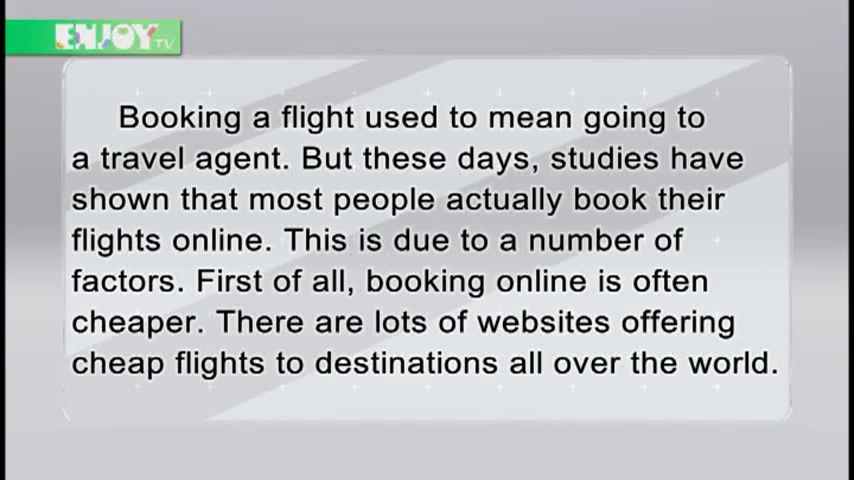 ENJOY TV
Booking a flight used to mean going to
a travel agent. But these days, studies have
shown that most people actually book their
flights online. This is due to a number of
factors. First of all, booking online is often
cheaper. There are lots of websites offering
cheap flights to destinations all over the world.